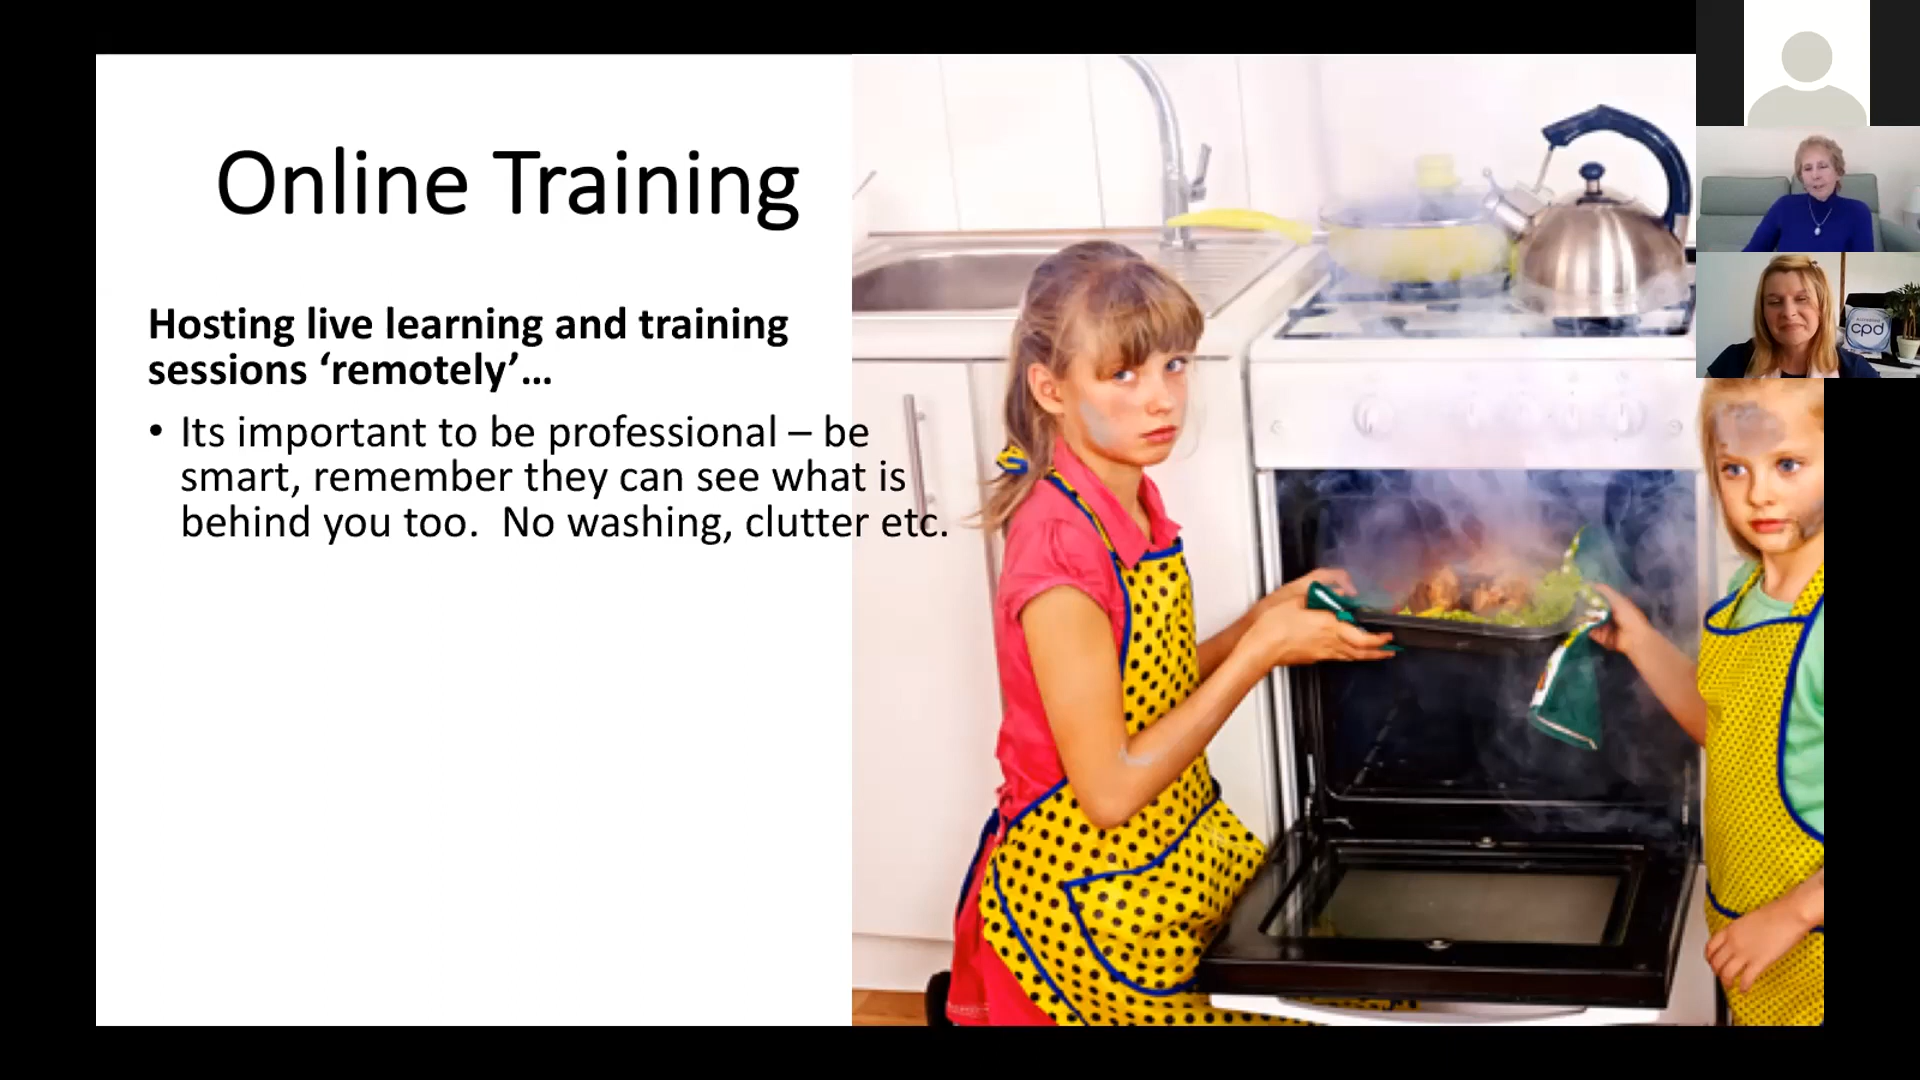 Online Training
Hosting live learning and training
sessions ‘remotely’...
• Its important to be professional – be
smart, remember they can see what is
behind you too.  No washing, clutter etc.
cpd